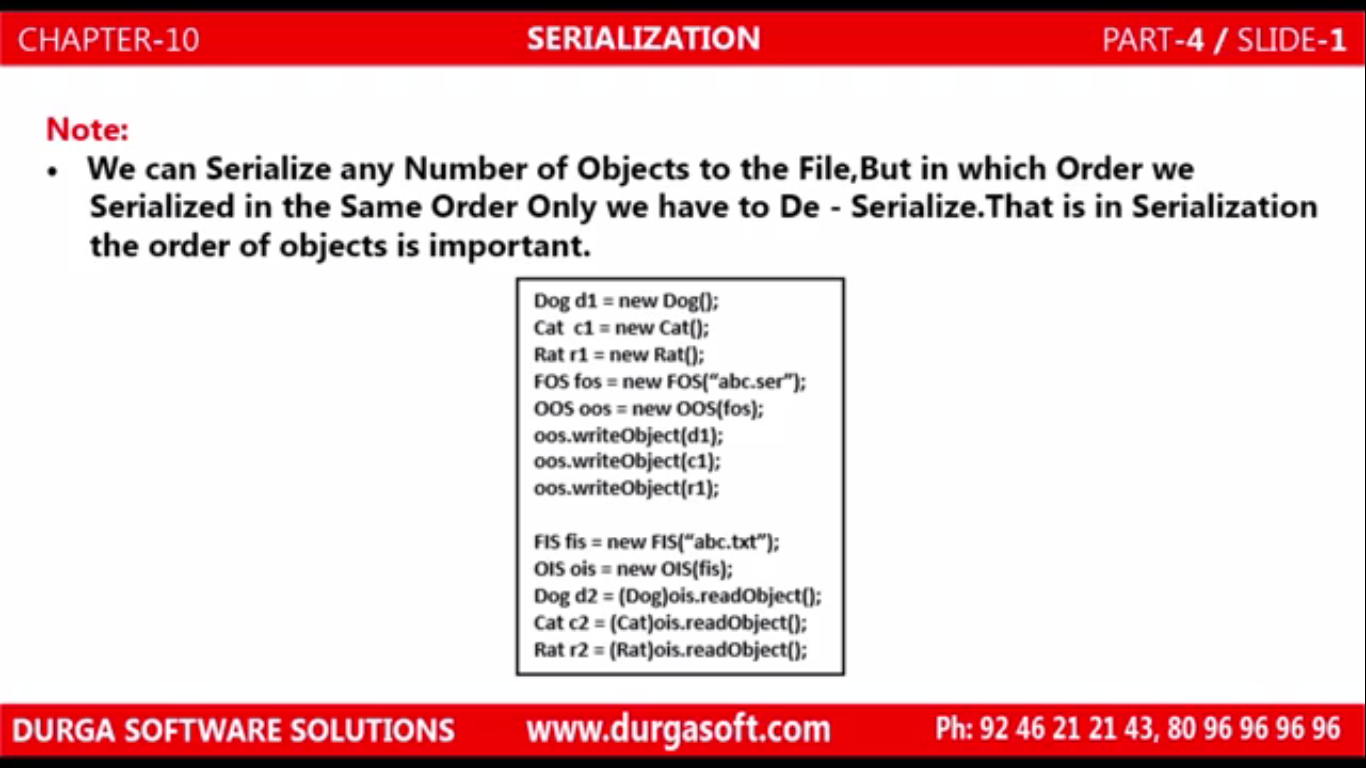 CHAPTER-10 SERIALIZATION PART-4 / SLIDE-1
Note:
• We can Serialize any Number of Objects to the File,But in which Order we
Serialized in the Same Order Only we have to De - Serialize.That is in Serialization
the order of objects is important.
Dog d1 = new Dog();
Cat c1 = new Cat();
Rat r1 = new Rat();
FOS fos = new FOS(“abc.ser”);
OOS oos = new OOS(fos);
oos.writeObject(d1);
oos.writeObject(c1);
oos.writeObject(r1);
FIS fis = new FIS(“abc.txt”);
OIS ois = new OIS(fis);
Dog d2 = (Dog)ois.readObject();
Cat c2 = (Cat)ois.readObject();
Rat r2 = (Rat)ois.readObject();
DURGA SOFTWARE SOLUTIONS www.durgasoft.com Ph: 92 46 21 21 43, 80 96 96 96 96